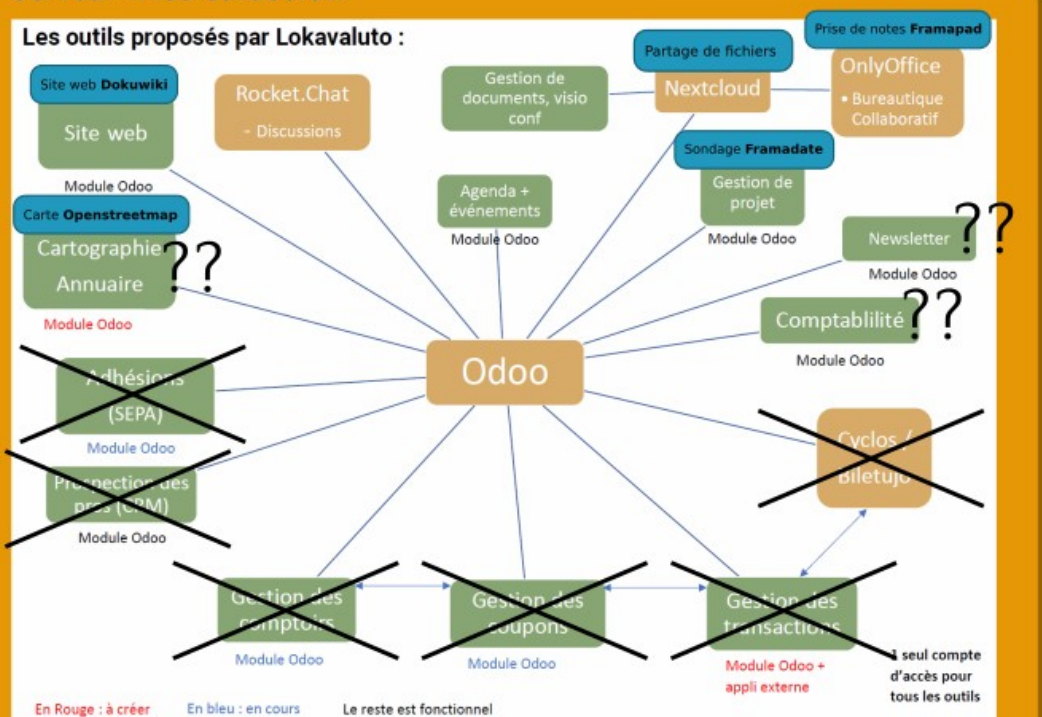 Les outils proposés par Lokavaluto :
Site web Dokuwiki
Site web
Module Odoo
Rocket.Chat
- Discussions
Gestion de
documents, visio
conf
Partage de fichiers
Nextcloud
Prise de notes Framapad
OnlyOffice
• Bureautique
Collaboratif
Carte Openstreetmap
Cartographie
Annuaire
??
Module Odoo
Agenda +
événements
Module Odoo
Sondage Framadate
Gestion de
projet
Module Odoo
Newsletter
??
Module Odoo
Comptablilité
??
Module Odoo
Odoo
Adhésions
(SEPA)
Module Odoo
Prospection des
pros (CRM)
Module Odoo
Cyclos /
Biletujo
Gestion des
comptoirs
Module Odoo
Gestion des
coupons
Module Odoo
Gestion des
transactions
Module Odoo +
appli externe
1 seul compte
d'accès pour
tous les outils
En Rouge : à créer
En bleu : en cours
Le reste est fonctionnel